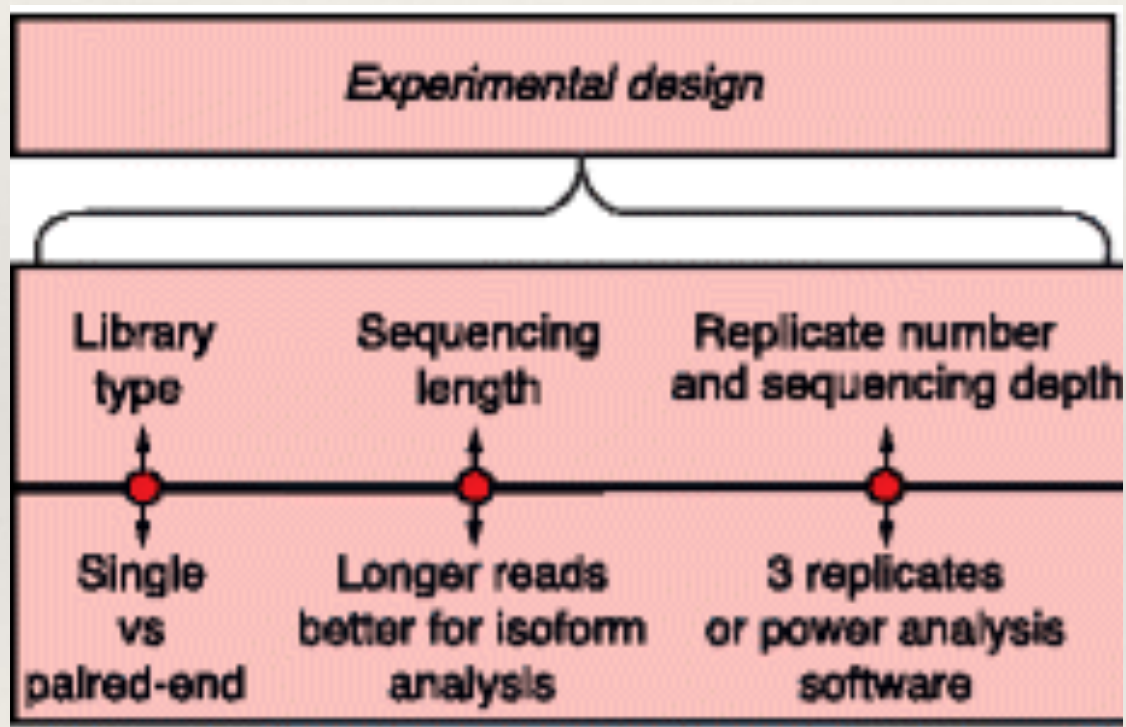 Experimental design
Library
type
Sequencing
length
Replicate number
and sequencing depth
Single
vs
paired-end
Longer reads
better for isoform
analysis
3 replicates
or power analysis
software